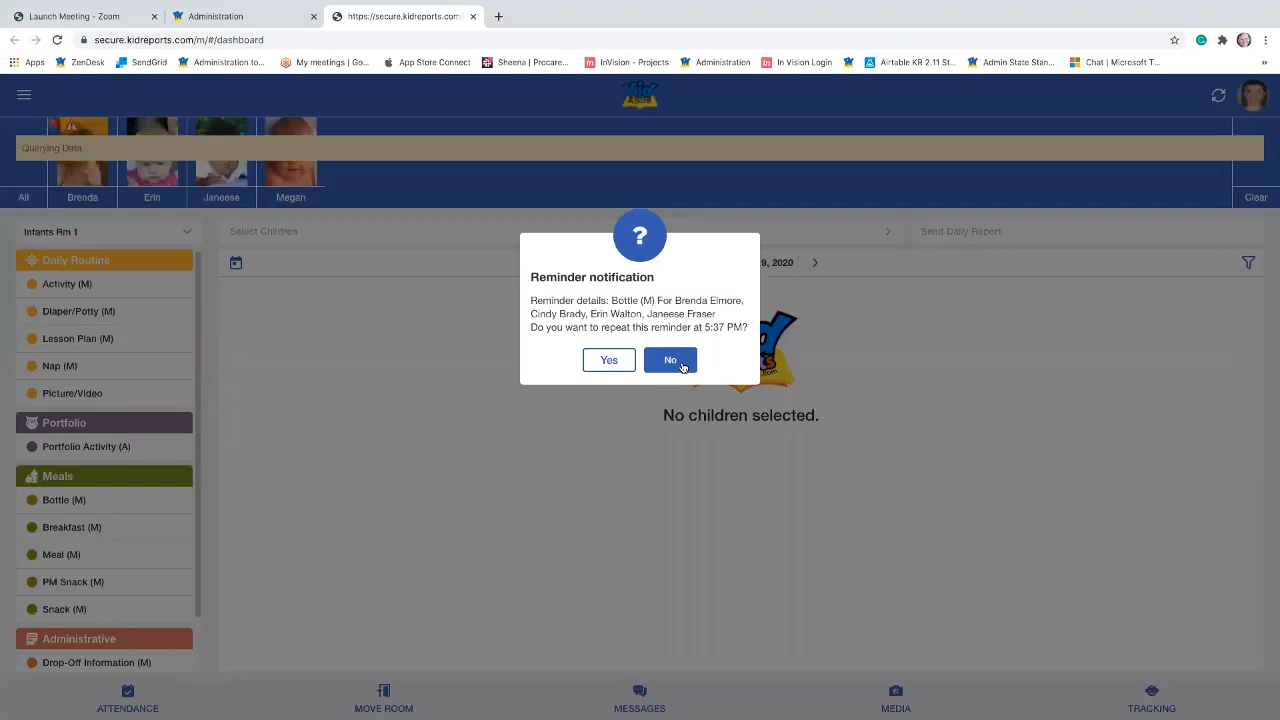 Launch Meeting - Zoom
Administration
https://secure.kidreports.com/
secure.kidreports.com/m/#/dashboard
Apps
ZenDesk
SendGrid
Administration to...
My meetings | Go...
App Store Connect
Sheena | Procare...
InVision - Projects
Administration
In Vision Login
Airtable KR 2.11 St...
Admin State Stan...
Chat | Microsoft T...
»
Querying Data
All
Brenda
Erin
Janeese
Megan
Clear
Infants Rm 1
Select Children
Send Daily Report
Daily Routine
9, 2020
Activity (M)
Diaper/Potty (M)
Lesson Plan (M)
Nap (M)
Picture/Video
Portfolio
Portfolio Activity (A)
Meals
Bottle (M)
Breakfast (M)
Meal (M)
PM Snack (M)
Snack (M)
Administrative
Drop-Off Information (M)
?
Reminder notification
Reminder details: Bottle (M) For Brenda Elmore,
Cindy Brady, Erin Walton, Janeese Fraser
Do you want to repeat this reminder at 5:37 PM?
Yes
No
No children selected.
ATTENDANCE
MOVE ROOM
MESSAGES
MEDIA
TRACKING